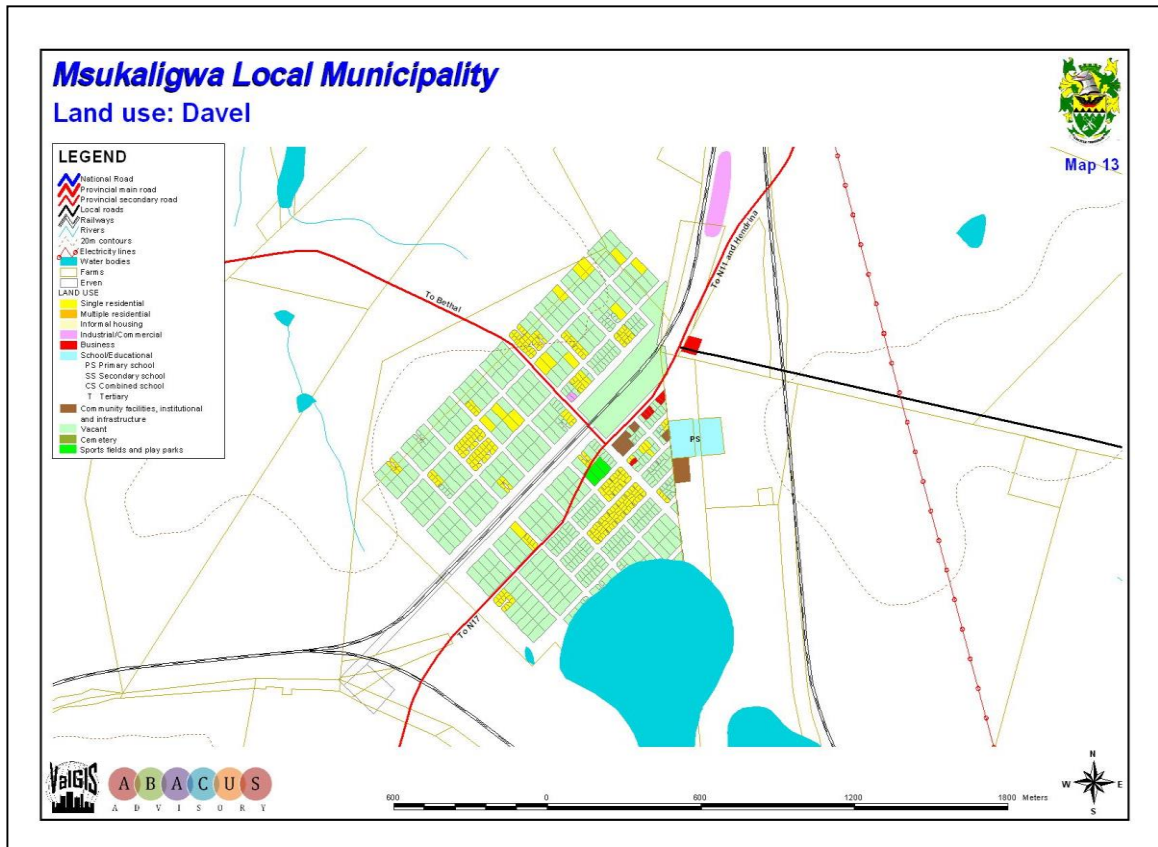 Msukaligwa Local Municipality
Land use: Davel
Map 13
LEGEND
National Road
Provincial main road
Provincial secondary road
Local roads
Railways
Rivers
20m contours
Electricity lines
Water bodies
Farms
Erven
LAND USE
Single residential
Multiple residential
Informal housing
Industrial/Commercial
Business
School/Educational
PS Primary school
SS Secondary school
CS Combined school
T Tertiary
Community facilities, institutional
and infrastructure
Vacant
Cemetery
Sports fields and play parks
To N11 and Hendrina
To Bethal
PS
To N17
ValGIS
ABACUS
ADVISORY
600 0 600 1200 1800 Meters
N
W E
S